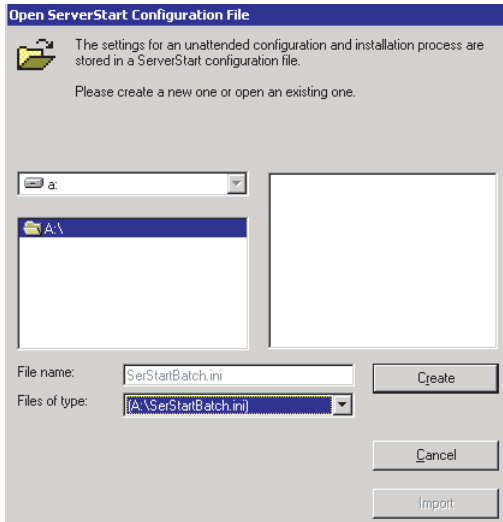 Open ServerStart Configuration File
The settings for an unattended configuration and installation process are
stored in a ServerStart configuration file.
Please create a new one or open an existing one.
a:
A:\
File name:
SerStartBatch.ini
Create
Files of type:
(A:\SerStartBatch.ini)
Cancel
Import